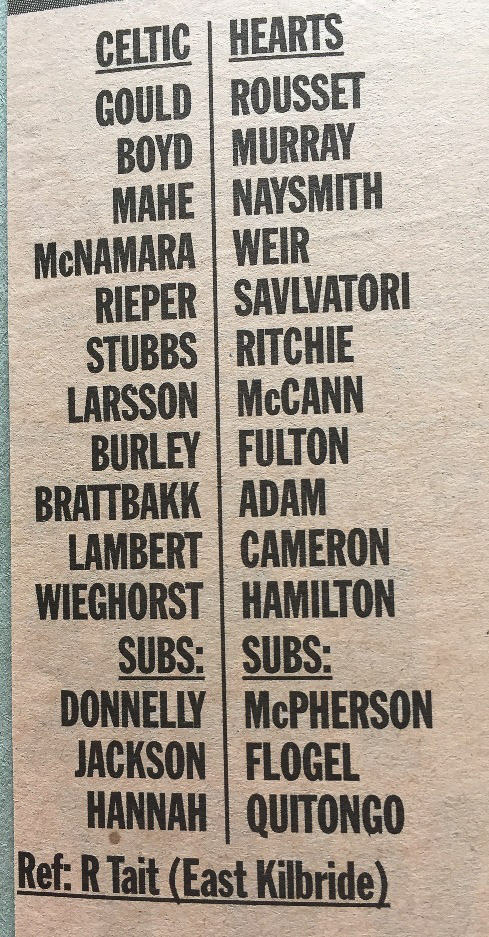 CELTIC HEARTS
GOULD ROUSSET
BOYD MURRAY
MAHE NAYSMITH
McNAMARA WEIR
RIEPER SAVLVATORI
STUBBS RITCHIE
LARSSON McCANN
BURLEY FULTON
BRATTBAKK ADAM
LAMBERT CAMERON
WIEGHORST HAMILTON
SUBS: SUBS:
DONNELLY McPHERSON
JACKSON FLOGEL
HANNAH QUITONGO
Ref: R Tait (East Kilbride)